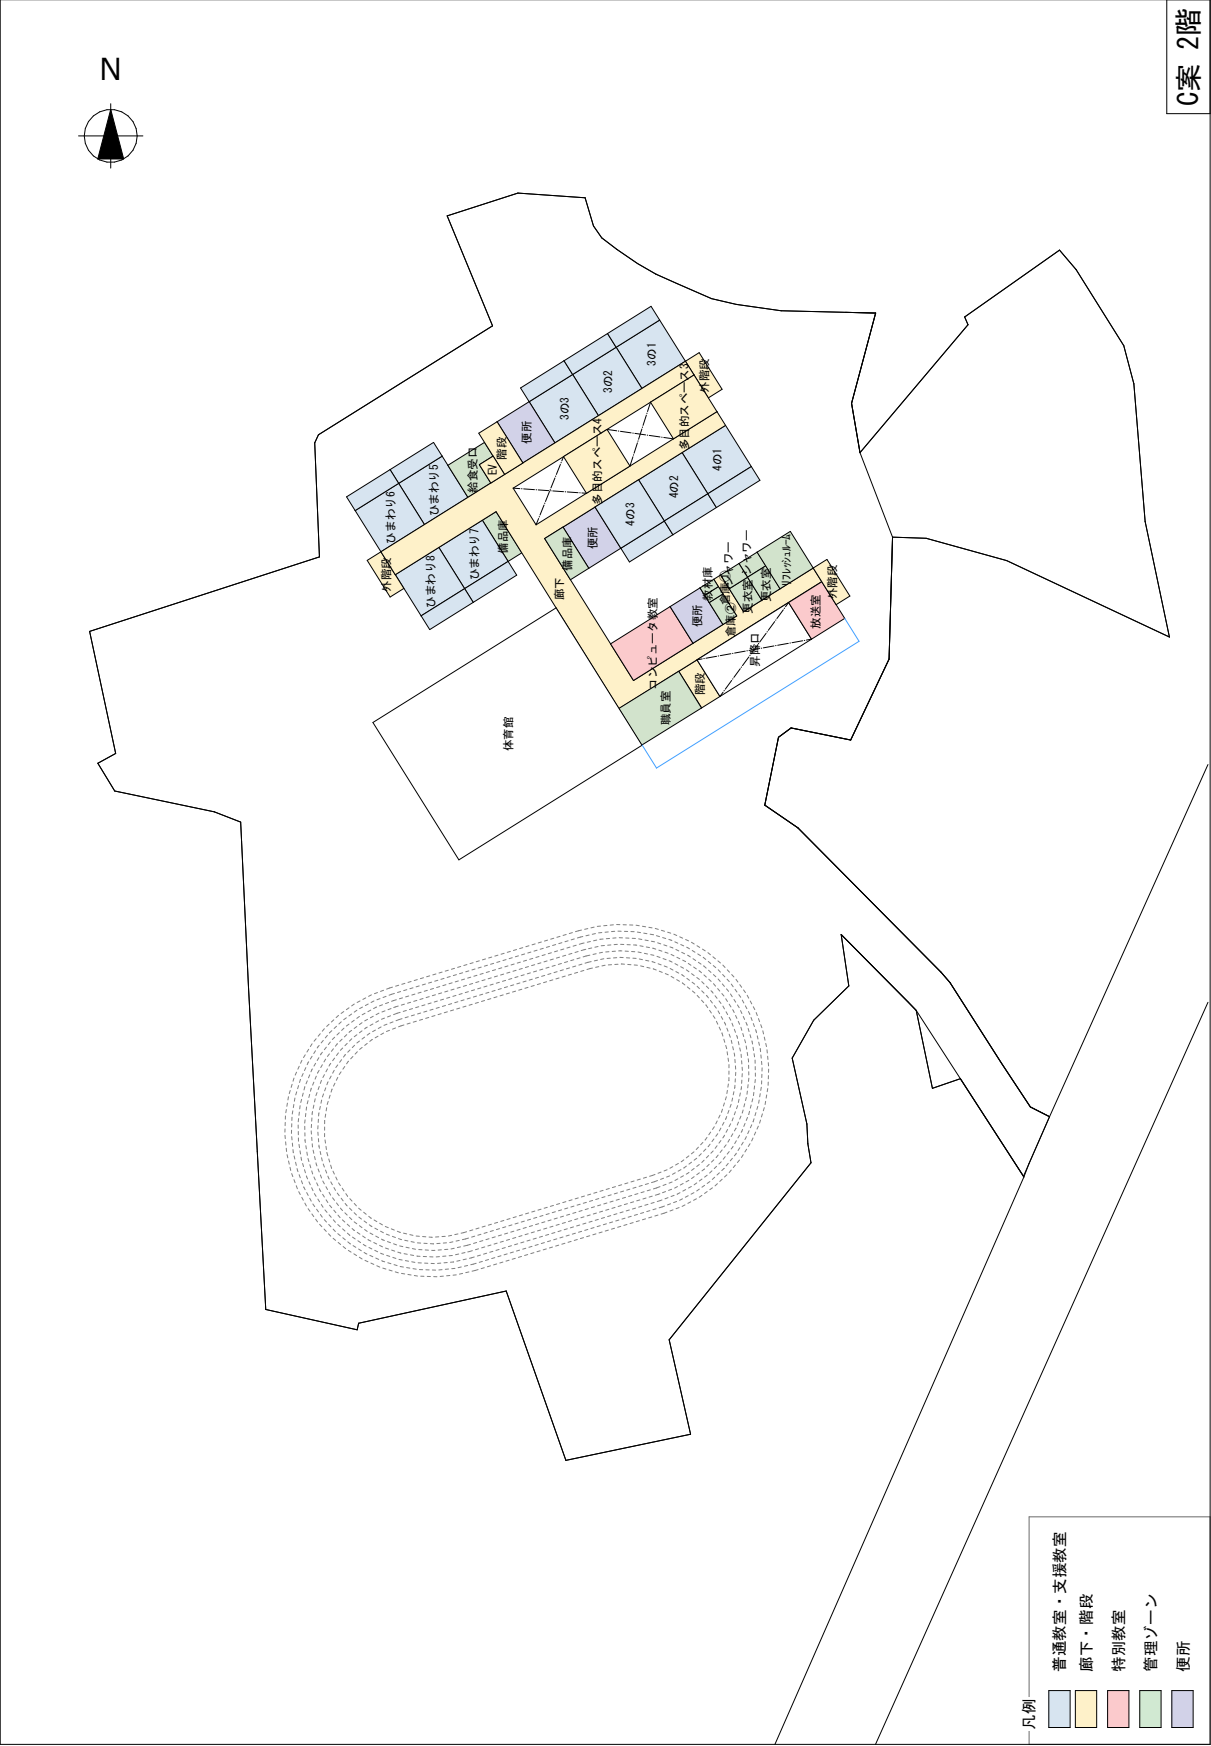 C案 2階
N
ひまわり6
ひまわり5
外階段
ひまわり8
ひまわり7
給食受口
EV
階段
便所
備品庫
3の3
3の2
3の1
多目的スペース4
多目的スペース3
外階段
4の3
4の2
4の1
備品庫
便所
廊下
コンピュータ教室
便所
教材庫
倉庫②
倉庫
シャワー
シャワー
更衣室
更衣室
リフレッシュルーム
外階段
放送室
昇降口
階段
職員室
体育館
凡例
普通教室・支援教室
廊下・階段
特別教室
管理ゾーン
便所